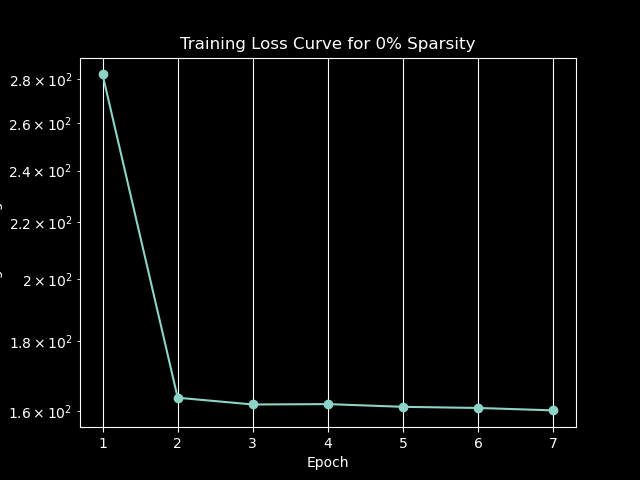 Training Loss Curve for 0% Sparsity
2.8 × 10²
2.6 × 10²
2.4 × 10²
2.2 × 10²
2 × 10²
1.8 × 10²
1.6 × 10²
1 2 3 4 5 6 7
Epoch